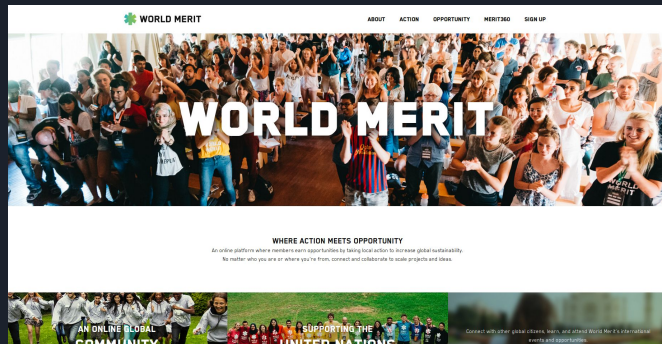 WORLD MERIT
ABOUT ACTION OPPORTUNITY MERIT360 SIGN UP
WORLD MERIT
WHERE ACTION MEETS OPPORTUNITY
An online platform where members earn opportunities by taking local action to increase global sustainability.
No matter who you are or where you're from, connect and collaborate to scale projects and ideas.
AN ONLINE GLOBAL
COMMUNITY
SUPPORTING THE
UNITED NATIONS
Connect with other global citizens, learn, and attend World Merit's international
events and opportunities.